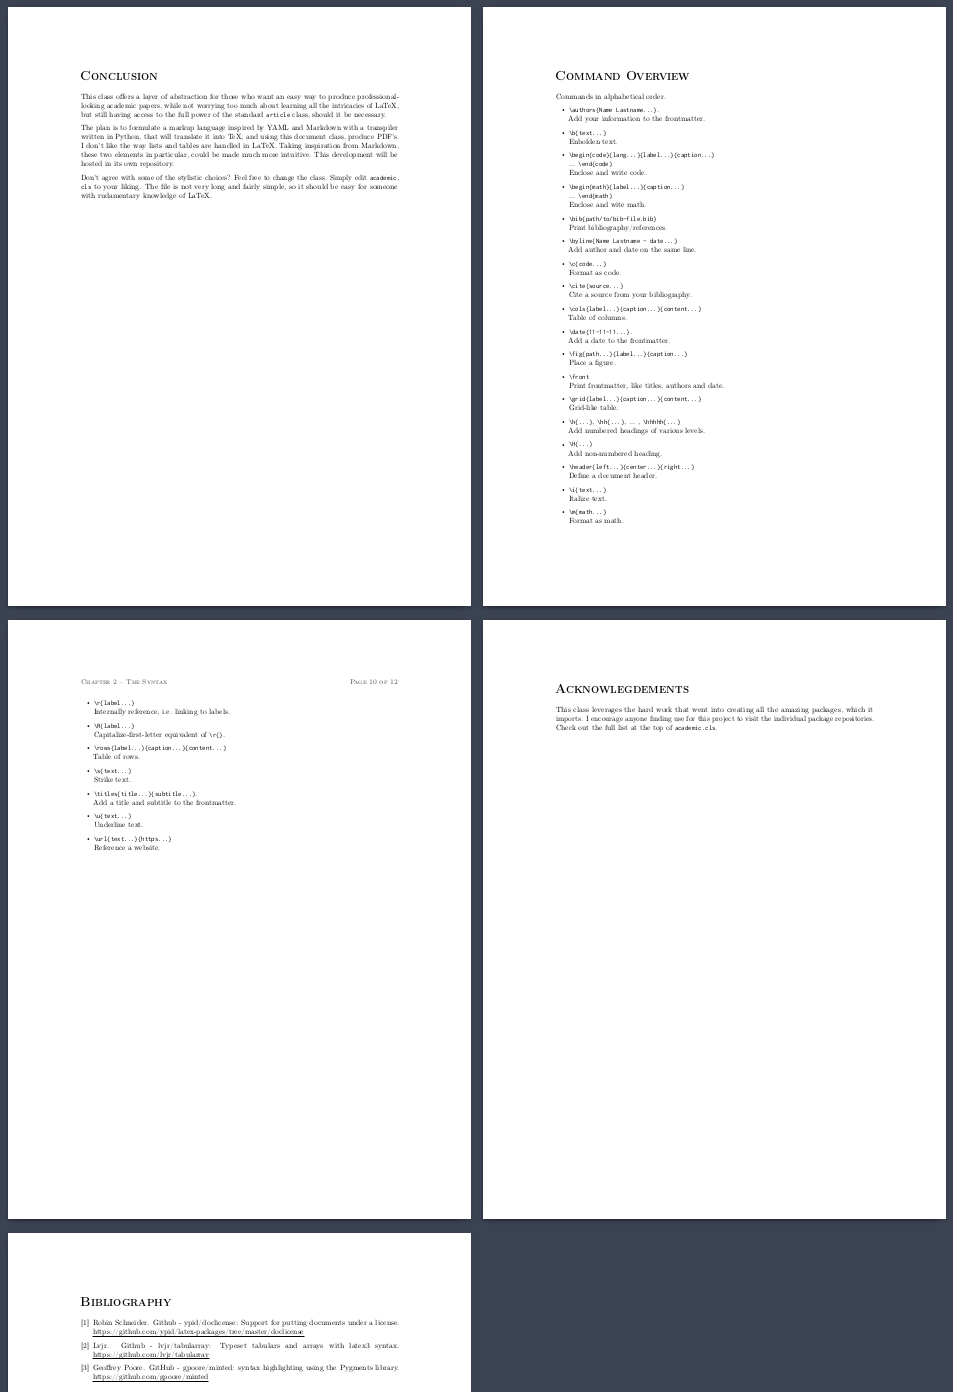 Conclusion
This class offers a layer of abstraction for those who want an easy way to produce professional-
looking academic papers, while not worrying too much about learning all the intricacies of LaTeX,
but still having access to the full power of the standard article class, should it be necessary.
The plan is to formulate a markup language inspired by YAML and Markdown with a transpiler
written in Python, that will translate it into TeX, and using this document class, produce PDF's.
I don't like the way lists and tables are handled in LaTeX. Taking inspiration from Markdown,
these two elements in particular, could be made much more intuitive. This development will be
hosted in its own repository.
Don't agree with some of the stylistic choices? Feel free to change the class. Simply edit academic.
cls to your liking. The file is not very long and fairly simple, so it should be easy for someone
with rudamentary knowledge of LaTeX.
Command Overview
Commands in alphabetical order.
• \authors{Name Lastname...}.
Add your information to the frontmatter.
• \b{text...}
Enbolden text.
• \begin{code}{lang...}{label...}{caption...}
... \end{code}
Enclose and write code.
• \begin{math}{label...}{caption...}
... \end{math}
Enclose and wite math.
• \bib{path/to/bib-file.bib}
Print bibliography/references.
• \byline{Name Lastname - date...}
Add author and date on the same line.
• \c{code...}
Format as code.
• \cite{source...}
Cite a source from your bibliography.
• \cols{label...}{caption...}{content...}
Table of columns.
• \date{11-11-11...}.
Add a date to the frontmatter.
• \fig{path...}{label...}{caption...}
Place a figure.
• \front
Print frontmatter, like titles, authors and date.
• \grid{label...}{caption...}{content...}
Grid-like table.
• \h{...}, \hh{...}, ... , \hhhhh{...}
Add numbered headings of various levels.
• \H{...}
Add non-numbered heading.
• \header{left...}{center...}{right...}
Define a document header.
• \i{text...}
Italize text.
• \m{math...}
Format as math.
Chapter 2 – The Syntax Page 10 of 12
• \r{label...}
Internally reference, i.e. linking to labels.
• \R{label...}
Capitalize-first-letter equivalent of \r{}.
• \rows{label...}{caption...}{content...}
Table of rows.
• \s{text...}
Strike text.
• \titles{title...}{subtitle...}.
Add a title and subtitle to the frontmatter.
• \u{text...}
Underline text.
• \url{text...}{https...}
Reference a website.
Acknowlegdements
This class leverages the hard work that went into creating all the amazing packages, which it
imports. I encourage anyone finding use for this project to visit the individual package repositories.
Check out the full list at the top of academic.cls.
Bibliography
[1] Robin Schneider. Github - ypid/doclicense: Support for putting documents under a license.
https://github.com/ypid/latex-packages/tree/master/doclicense
[2] Lvjr. Github - lvjr/tabularray: Typeset tabulars and arrays with latex3 syntax.
https://github.com/lvjr/tabularray
[3] Geoffrey Poore. GitHub - gpoore/minted: syntax highlighting using the Pygments library.
https://github.com/gpoore/minted